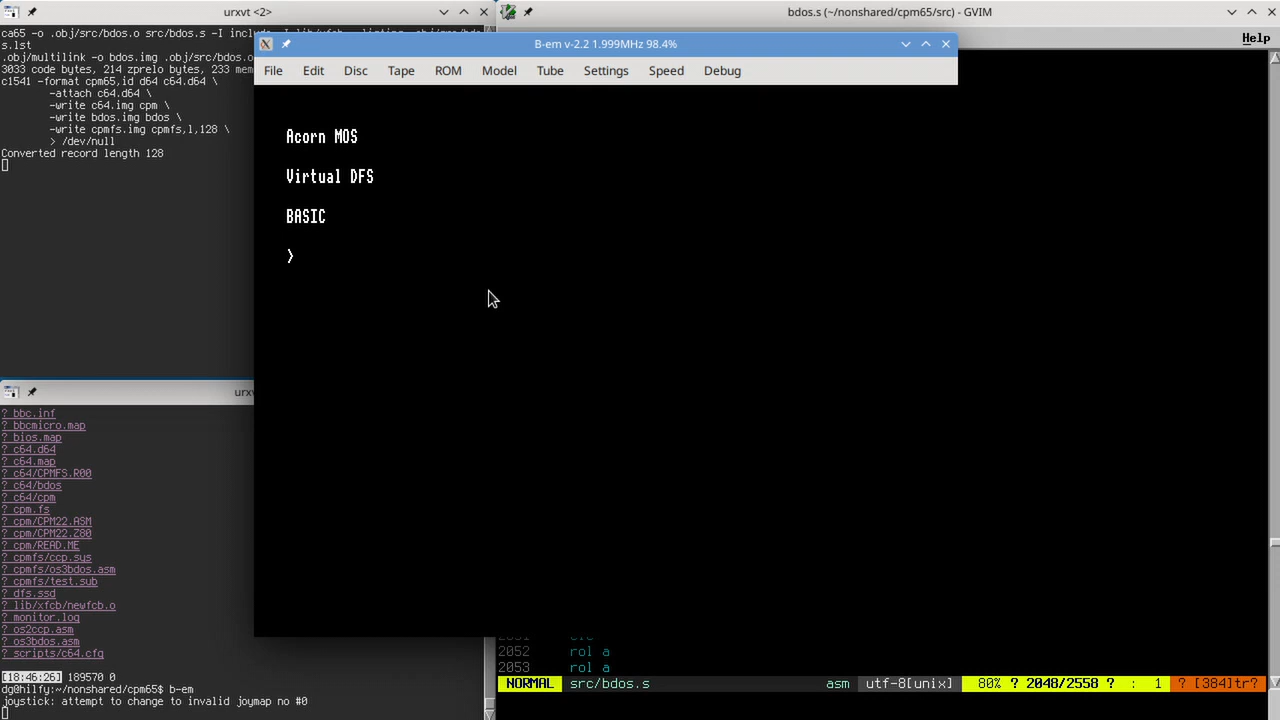 urxvt <2>
bdos.s (~/nonshared/cpm65/src) - GVIM
ca65 -o .obj/src/bdos.o src/bdos.s -I
s.lst
.obj/multilink -o bdos.img .obj/bdos.o
3033 code bytes, 214 zprelo bytes, 233
c1541 -format cpm65,id d64 c64.d64 \
-attach c64.d64 \
-write c64.img cpm \
-write bdos.img bdos \
-write cpmfs.img cpmfs,l,128 \
> /dev/null
Converted record length 128
Help
B-em v-2.2 1.999MHz 98.4%
File Edit Disc Tape ROM Model Tube Settings Speed Debug
Acorn MOS
Virtual DFS
BASIC
>
? bbc.inf
? bbcmicro.map
? bios.map
? c64.d64
? c64.map
? c64/CPMFS.R00
? c64/bdos
? c64/cpm
? cpm.fs
? cpm/CPM22.ASM
? cpm/CPM22.Z80
? cpm/READ.ME
? cpmfs/ccp.sys
? cpmfs/os3bdos.asm
? cpmfs/test.sub
? dfs.ssd
? lib/xfcb/newfcb.o
? monitor.log
? os2ccp.asm
? os3bdos.asm
? scripts/c64.cfg
[18:46:26] 189570 0
dg@hilfy:~/nonshared/cpm65$ b-em
joystick: attempt to change to invalid joymap no #0
2052 rol a
2053 rol a
NORMAL src/bdos.s asm utf-8[unix] 80% ? 2048/2558 ? : 1 ? [384]tr?